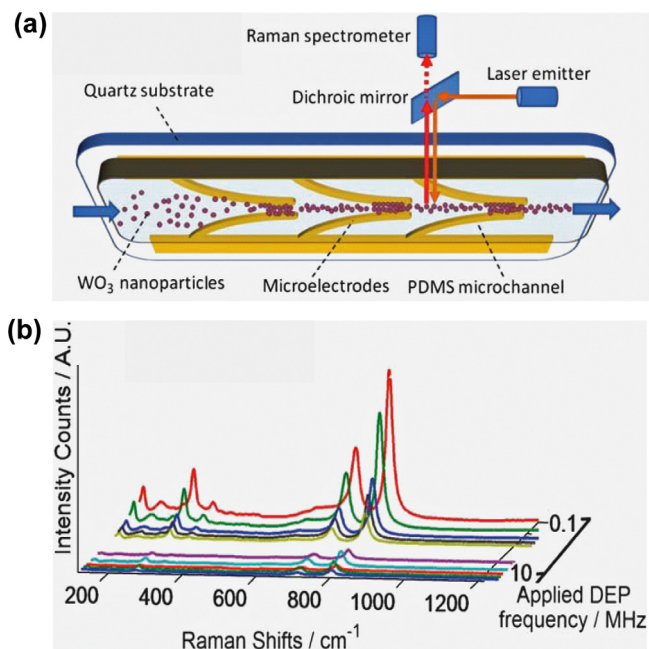 (a)
Raman spectrometer
Laser emitter
Quartz substrate
Dichroic mirror
WO₃ nanoparticles
Microelectrodes
PDMS microchannel
(b)
Intensity Counts / A.U.
0.1
10
Applied DEP
frequency / MHz
200
400
600
800
1000
1200
Raman Shifts / cm⁻¹